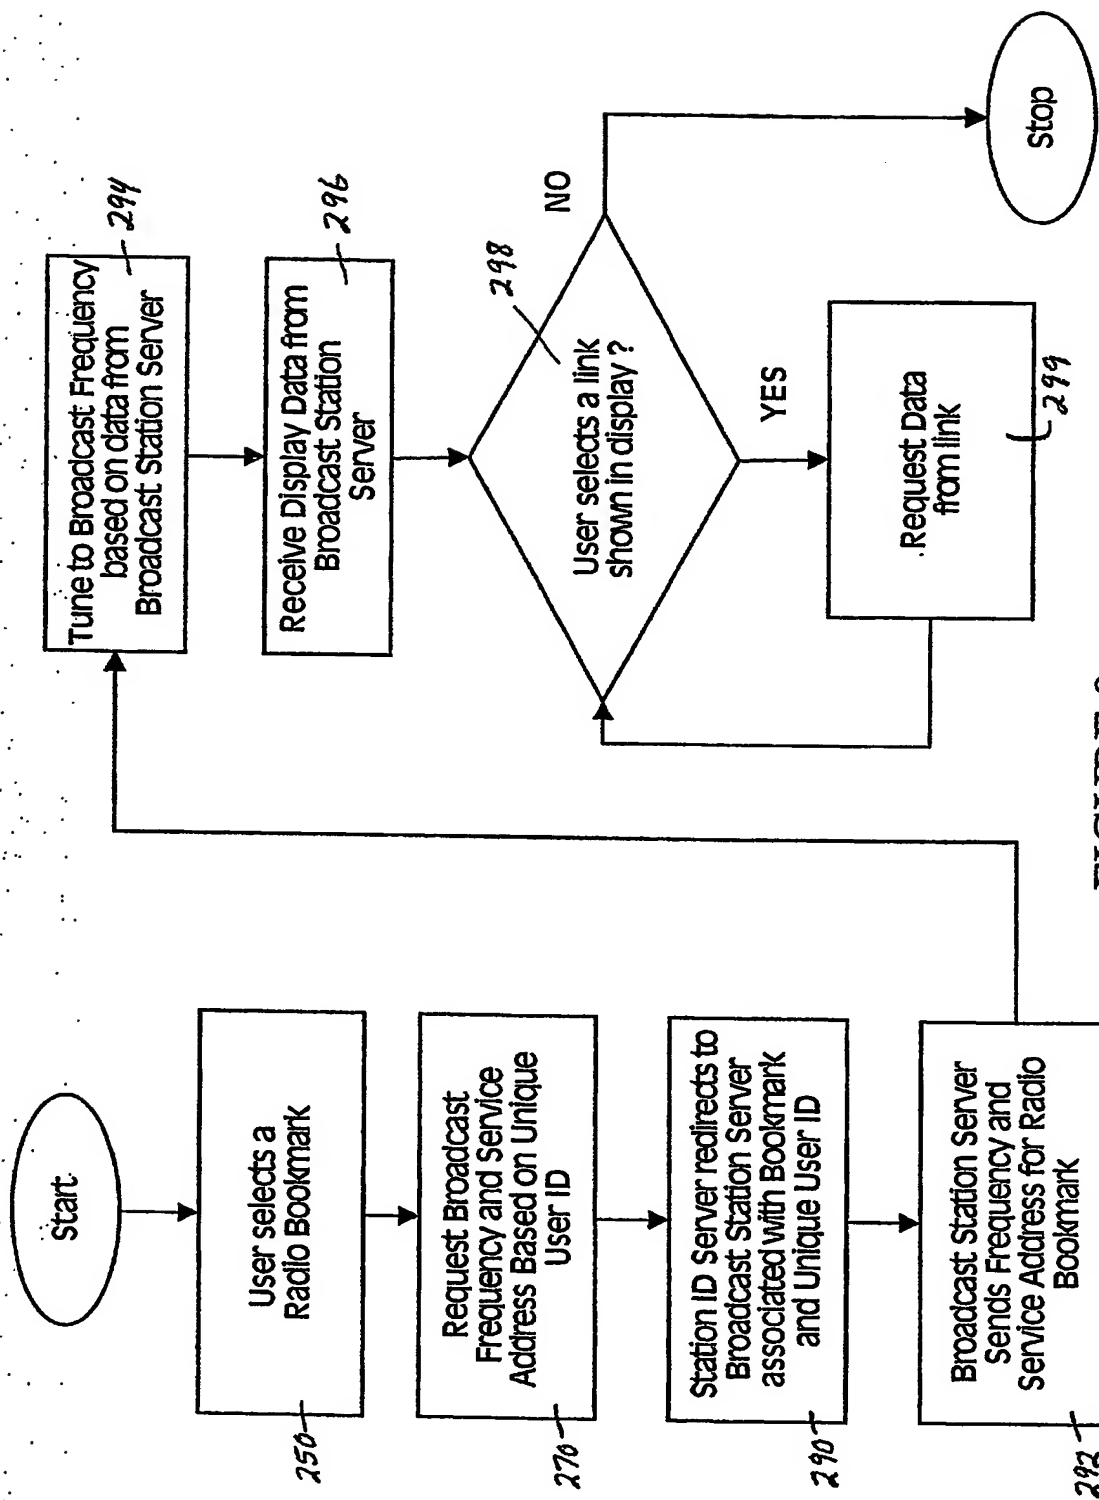 Start
User selects a
Radio Bookmark
250
Request Broadcast
Frequency and Service
Address Based on Unique
User ID
270
Station ID Server redirects to
Broadcast Station Server
associated with Bookmark
and Unique User ID
290
Broadcast Station Server
Sends Frequency and
Service Address for Radio
Bookmark
292
Tune to Broadcast Frequency
based on data from
Broadcast Station Server
294
Receive Display Data from
Broadcast Station
Server
296
User selects a link
shown in display ?
298
NO
YES
Request Data
from link
299
Stop